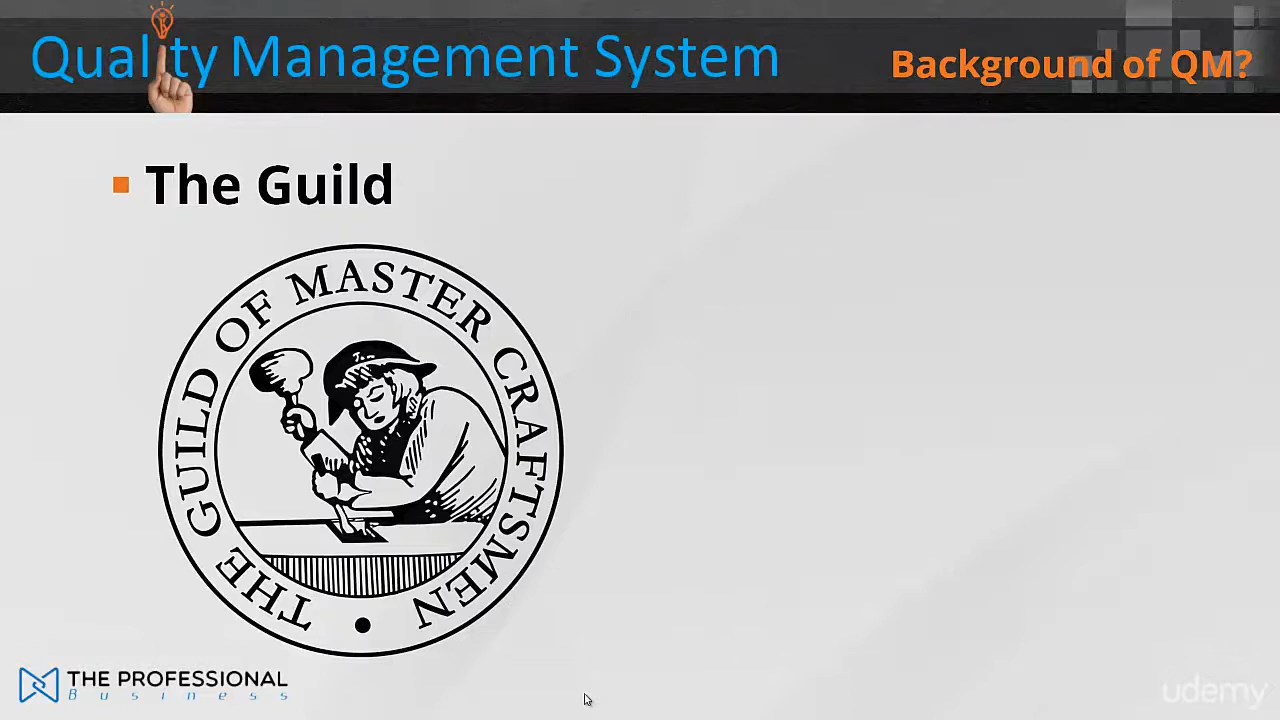 Quality Management System
Background of QM?
The Guild
THE GUILD OF MASTER CRAFTSMEN
THE PROFESSIONAL
Business
udemy